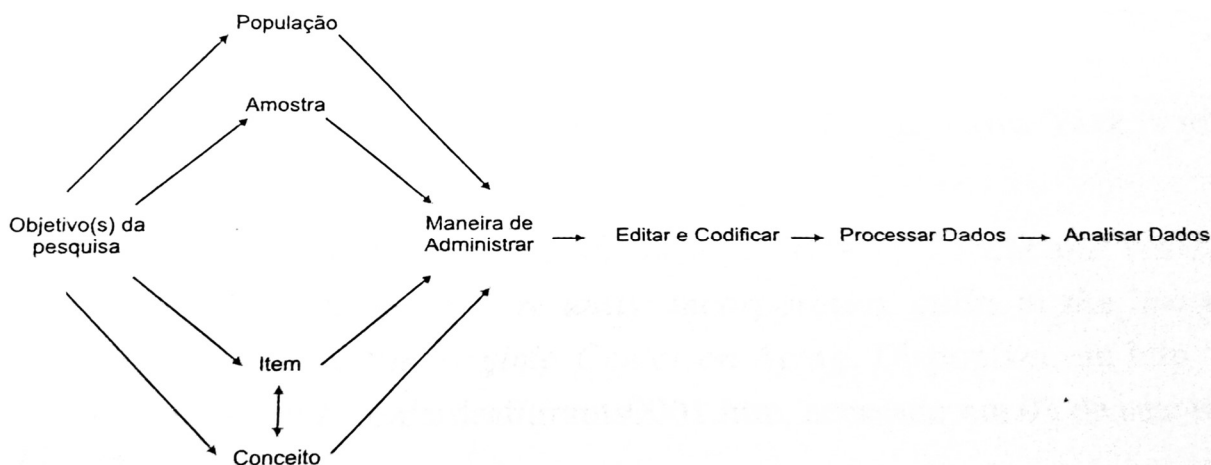 População
Amostra
Objetivo(s) da
pesquisa
Maneira de
Administrar
Editar e Codificar
Processar Dados
Analisar Dados
Item
Conceito